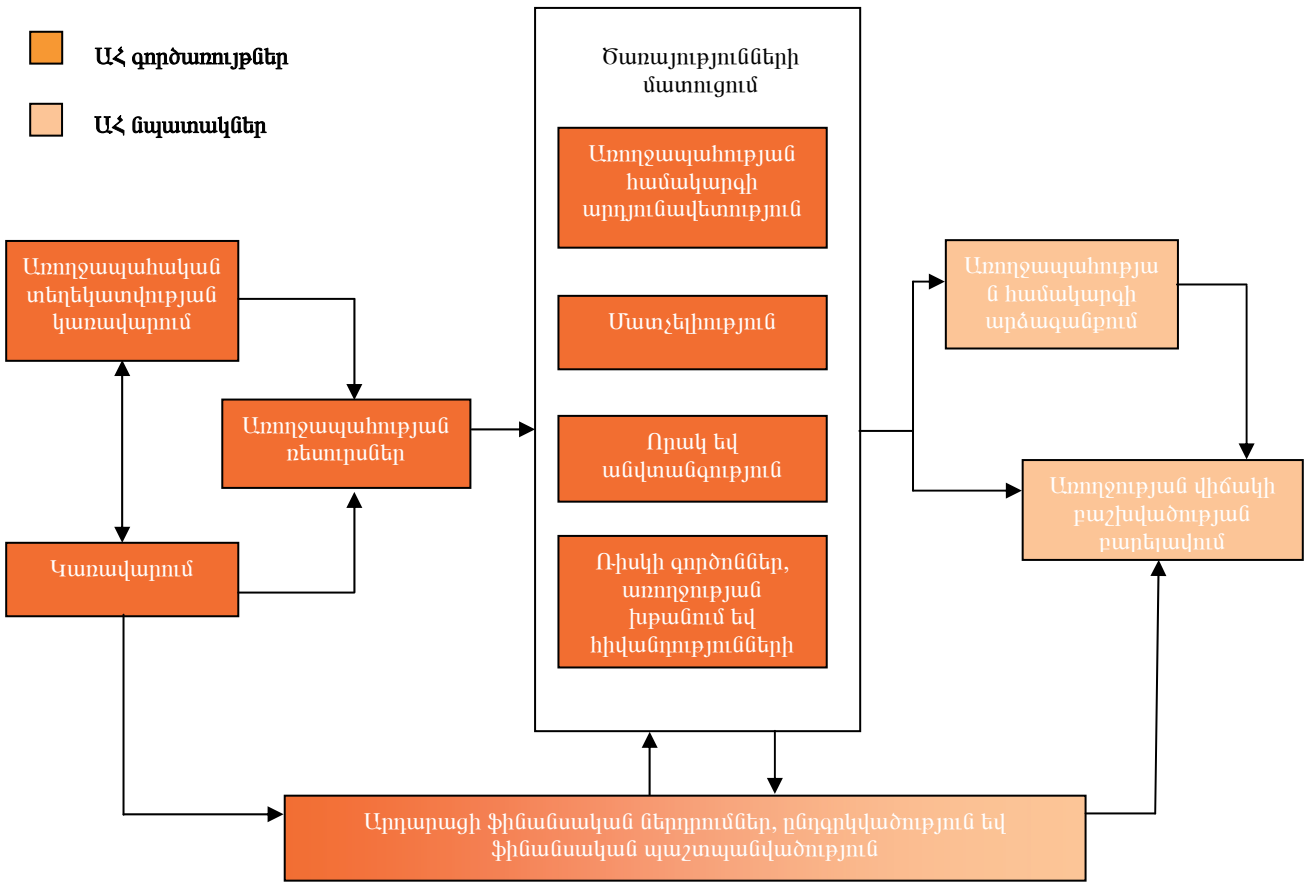 ԱՀ գործառույթներ
ԱՀ նպատակներ
Ծառայությունների
մատուցում
Առողջապահության
համակարգի
արդյունավետություն
Մատչելիություն
Որակ եվ
անվտանգություն
Ռիսկի գործոններ,
առողջության
խթանում եվ
հիվանդությունների
Առողջապահական
տեղեկատվության
կառավարում
Առողջապահության
ռեսուրսներ
Կառավարում
Առողջապահությա
ն համակարգի
արձագանքում
Առողջության վիճակի
բաշխվածության
բարելավում
Արդարացի ֆինանսական ներդրումներ, ընդգրկվածություն եվ
ֆինանսական պաշտպանվածություն